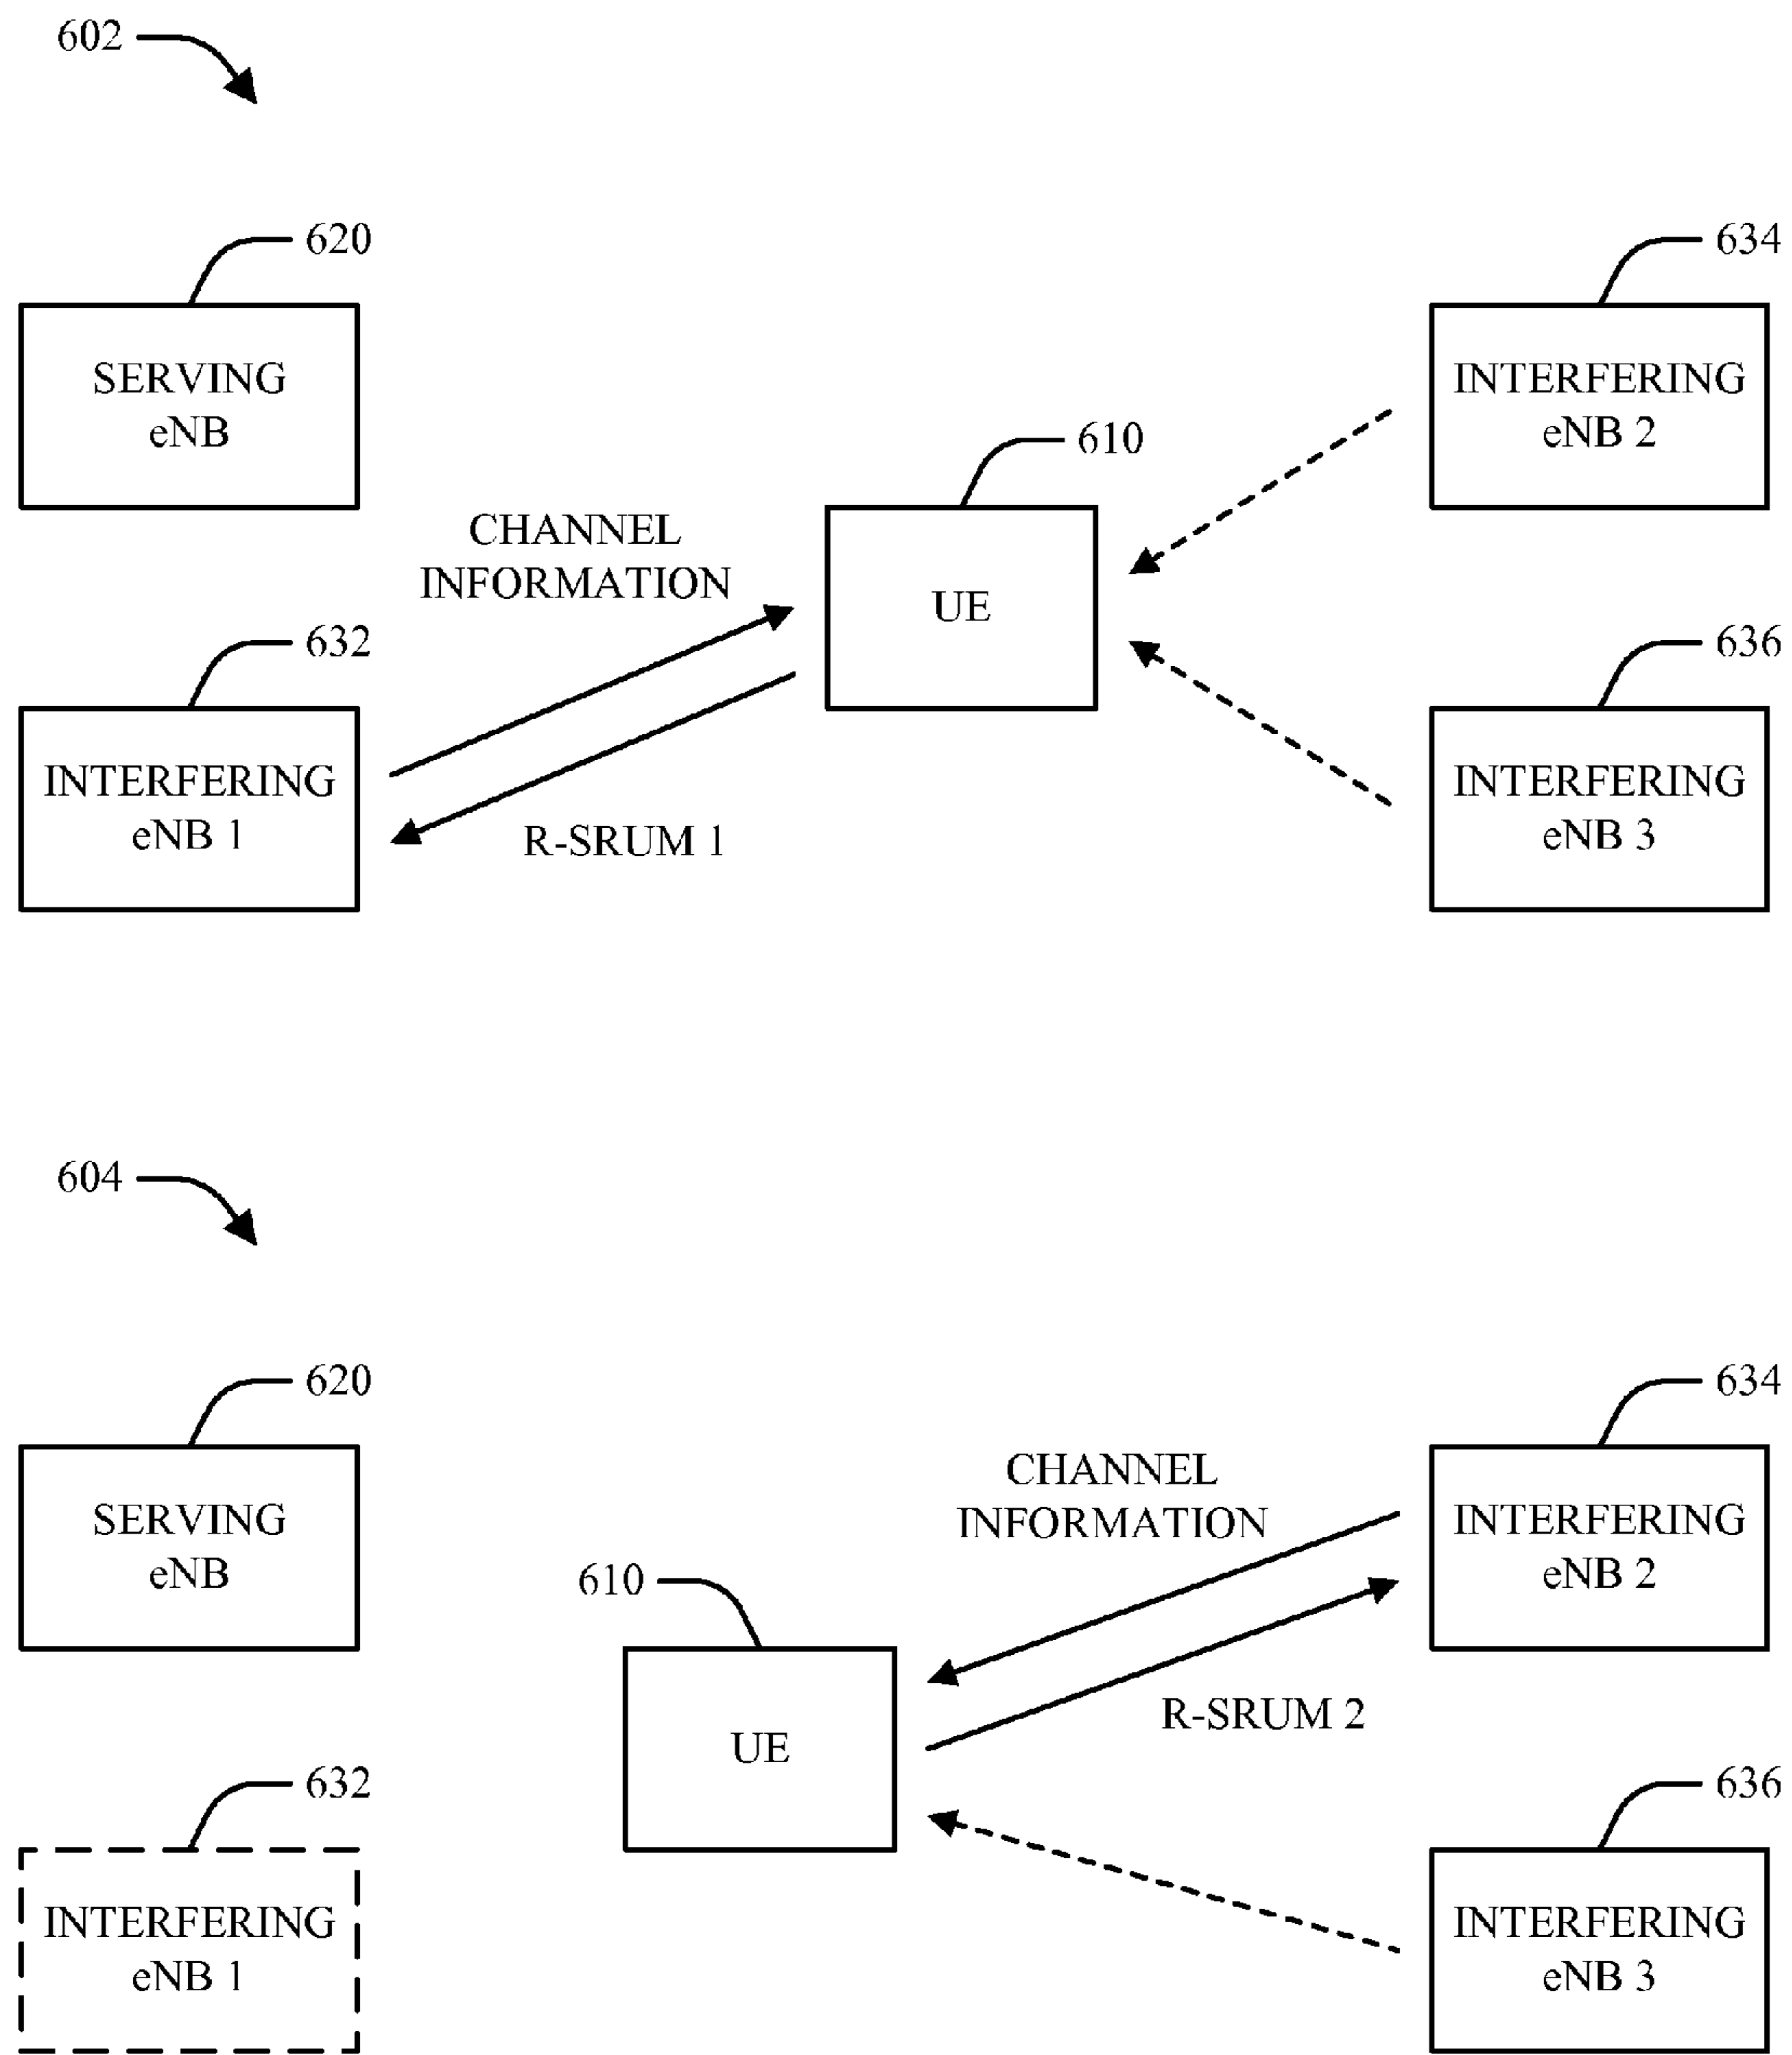 602
620
634
SERVING
eNB
INTERFERING
eNB 2
610
CHANNEL
INFORMATION
UE
632
636
INTERFERING
eNB 1
R-SRUM 1
INTERFERING
eNB 3
604
620
634
SERVING
eNB
CHANNEL
INFORMATION
INTERFERING
eNB 2
610
UE
R-SRUM 2
632
636
INTERFERING
eNB 1
INTERFERING
eNB 3